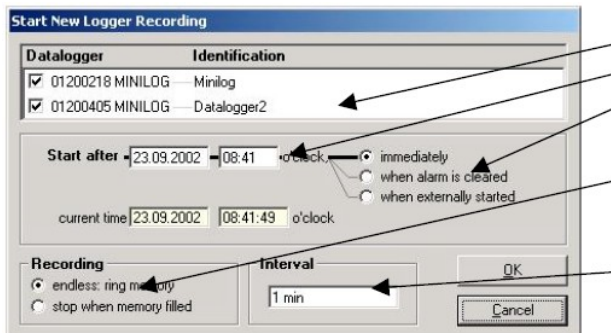 Start New Logger Recording
Datalogger Identification
01200218 MINILOG Minilog
01200405 MINILOG Datalogger2
Start after 23.09.2002 08:41 o'clock, immediately
when alarm is cleared
when externally started
current time 23.09.2002 08:41:49 o'clock
Recording
endless: ring memory
stop when memory filled
Interval
1 min
OK
Cancel